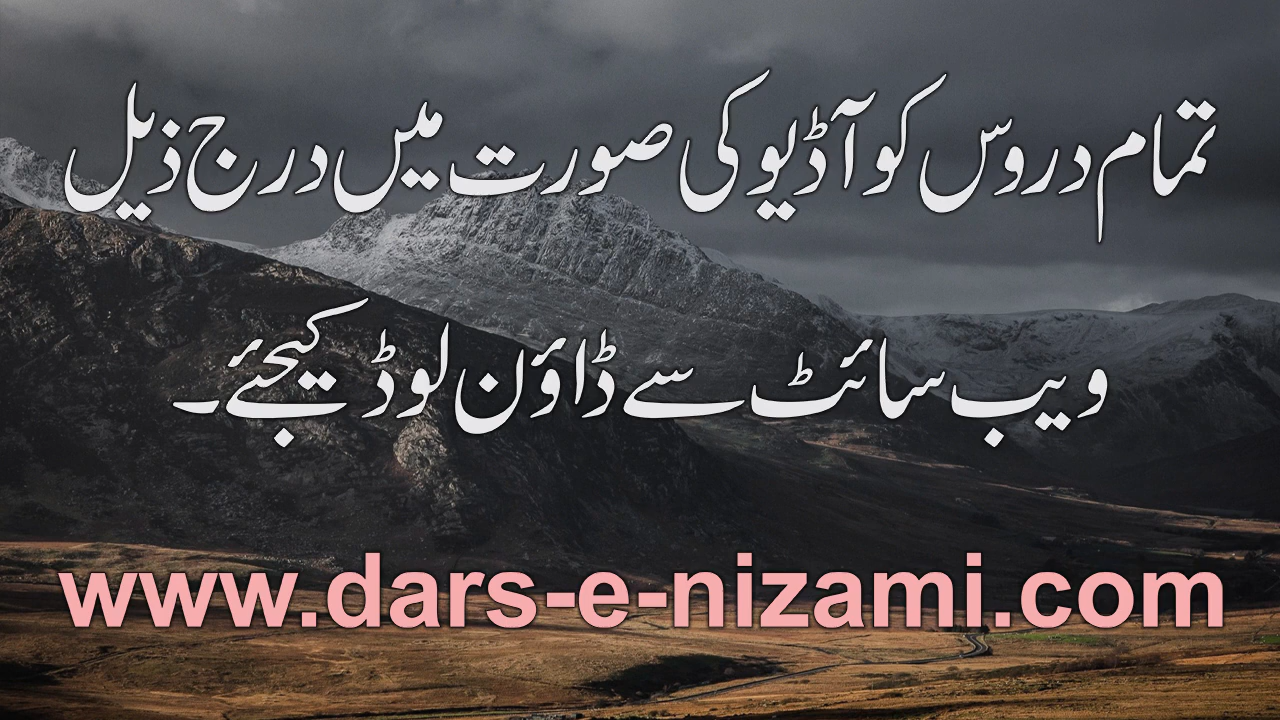 تمام دروس کو آڈیو کی صورت میں درج ذیل
ویب سائٹ سے ڈاؤن لوڈ کیجئے۔
www.dars-e-nizami.com